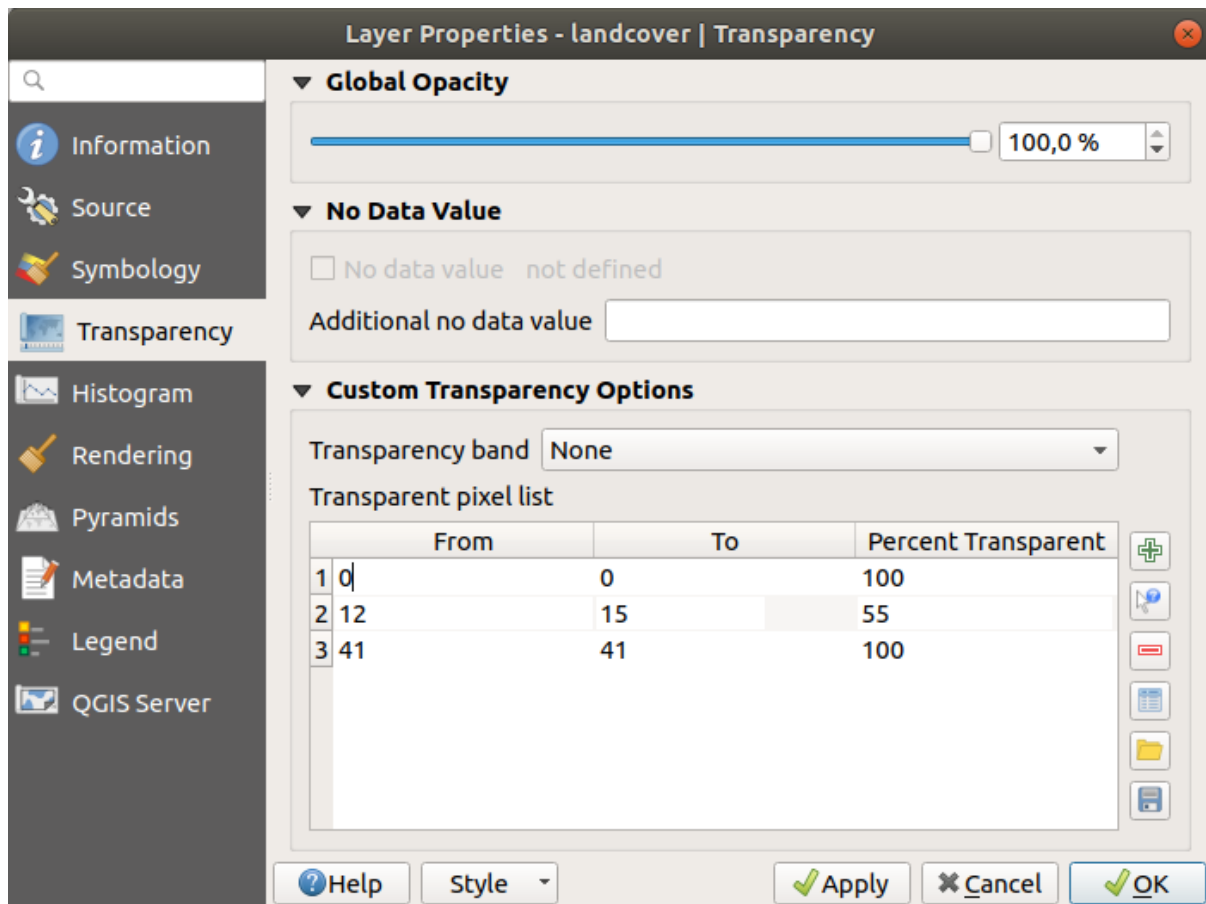 Layer Properties - landcover | Transparency
Information
Source
Symbology
Transparency
Histogram
Rendering
Pyramids
Metadata
Legend
QGIS Server
Global Opacity
100,0 %
No Data Value
No data value not defined
Additional no data value
Custom Transparency Options
Transparency band None
Transparent pixel list
From To Percent Transparent
1 0 0 100
2 12 15 55
3 41 41 100
Help Style Apply Cancel OK